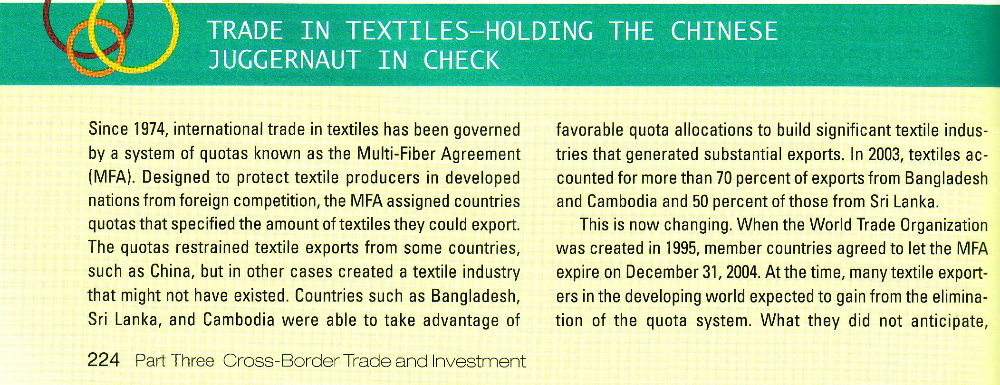 TRADE IN TEXTILES—HOLDING THE CHINESE
JUGGERNAUT IN CHECK
Since 1974, international trade in textiles has been governed
by a system of quotas known as the Multi-Fiber Agreement
(MFA). Designed to protect textile producers in developed
nations from foreign competition, the MFA assigned countries
quotas that specified the amount of textiles they could export.
The quotas restrained textile exports from some countries,
such as China, but in other cases created a textile industry
that might not have existed. Countries such as Bangladesh,
Sri Lanka, and Cambodia were able to take advantage of
favorable quota allocations to build significant textile indus-
tries that generated substantial exports. In 2003, textiles ac-
counted for more than 70 percent of exports from Bangladesh
and Cambodia and 50 percent of those from Sri Lanka.
This is now changing. When the World Trade Organization
was created in 1995, member countries agreed to let the MFA
expire on December 31, 2004. At the time, many textile export-
ers in the developing world expected to gain from the elimina-
tion of the quota system. What they did not anticipate,
224 Part Three Cross-Border Trade and Investment